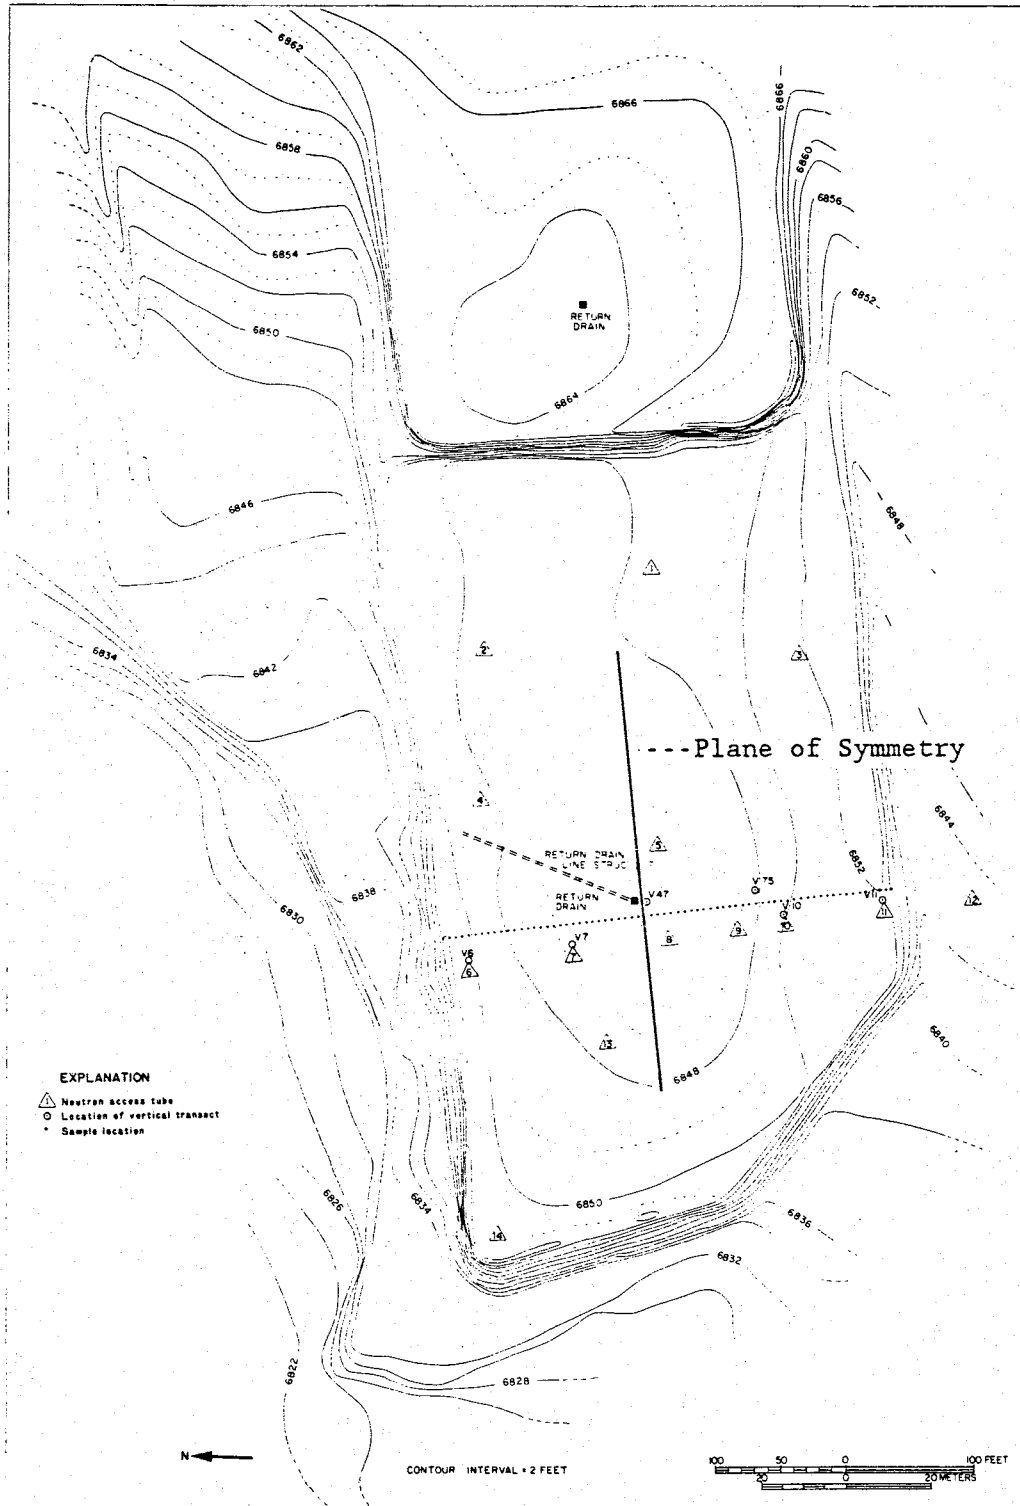 6862
6866
6866
6858
6860
6856
6854
6852
RETURN
DRAIN
6850
6864
6846
6848
1
2
3
6834
6842
---Plane of Symmetry
4
6844
5
RETURN DRAIN
LINE STRUC
6852
6838
RETURN
DRAIN
V47
V75
V10
V11
6830
12
11
10
9
8
V7
7
V6
6
13
6840
6848
EXPLANATION
1 Neutron access tube
Location of vertical transect
Sample location
6826
6834
6850
6836
14
6832
6822
6828
N
CONTOUR INTERVAL = 2 FEET
100 50 0 100 FEET
20 0 20 METERS